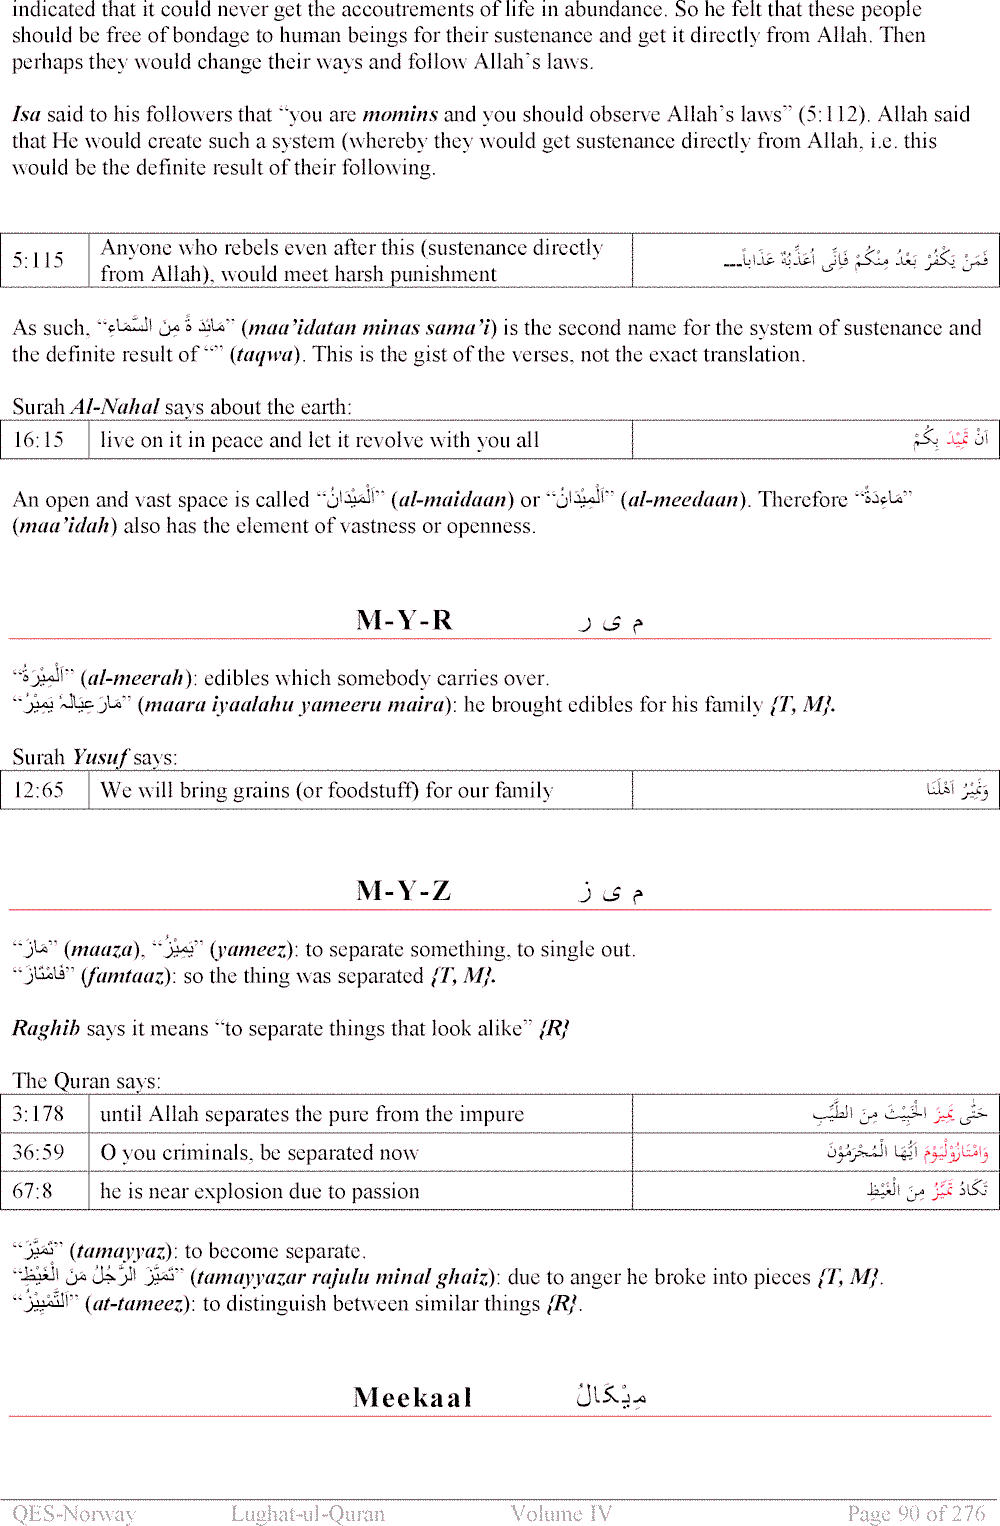 indicated that it could never get the accoutrements of life in abundance. So he felt that these people
should be free of bondage to human beings for their sustenance and get it directly from Allah. Then
perhaps they would change their ways and follow Allah's laws.
Isa said to his followers that “you are momins and you should observe Allah's laws” (5:112). Allah said
that He would create such a system (whereby they would get sustenance directly from Allah, i.e. this
would be the definite result of their following.
5:115 Anyone who rebels even after this (sustenance directly
from Allah), would meet harsh punishment فَمَنْ يَكْفُرْ بَعْدُ مِنْكُمْ فَاِنِّى اُعَذِّبُهٗ عَذَاباً---
As such, “مَائِدَ ةً مِنَ السَّمَاءِ” (maa’idatan minas sama’i) is the second name for the system of sustenance and
the definite result of “” (taqwa). This is the gist of the verses, not the exact translation.
Surah Al-Nahal says about the earth:
16:15 live on it in peace and let it revolve with you all اَنْ تَمِيْدَ بِكُمْ
An open and vast space is called “اَلْمَيْدَانُ” (al-maidaan) or “اَلْمِيْدَانُ” (al-meedaan). Therefore “مَاءِدَةٌ”
(maa’idah) also has the element of vastness or openness.
M-Y-R م ی ر
“اَلْمِيْرَةُ” (al-meerah): edibles which somebody carries over.
“مَارَ عِيَالَہٗ يَمِيْرُ” (maara iyaalahu yameeru maira): he brought edibles for his family {T, M}.
Surah Yusuf says:
12:65 We will bring grains (or foodstuff) for our family وَنَمِيْرُ اَهْلَنَا
M-Y-Z م ی ز
“مَازَ” (maaza), “يَمِيْزُ” (yameez): to separate something, to single out.
“فَامْتَازَ” (famtaaz): so the thing was separated {T, M}.
Raghib says it means “to separate things that look alike” {R}
The Quran says:
3:178 until Allah separates the pure from the impure حَتّٰى يَمِيزَ الْخَبِيْثَ مِنَ الطَّيِّبِ
36:59 O you criminals, be separated now وَامْتَازُوْلْيَوْمَ اَيُّهَا الْمُجْرِمُوْنَ
67:8 he is near explosion due to passion تَكَادُ تَمَيَّزُ مِنَ الْغَيْظِ
“تَمَيَّزَ” (tamayyaz): to become separate.
“تَمَيَّزَ الرَّجُلُ مَنَ الْغَيْظِ” (tamayyazar rajulu minal ghaiz): due to anger he broke into pieces {T, M}.
“اَلتَّمْيِيْزُ” (at-tameez): to distinguish between similar things {R}.
Meekaal مِيْكَالُ
QES-Norway Lughat-ul-Quran Volume IV Page 90 of 276